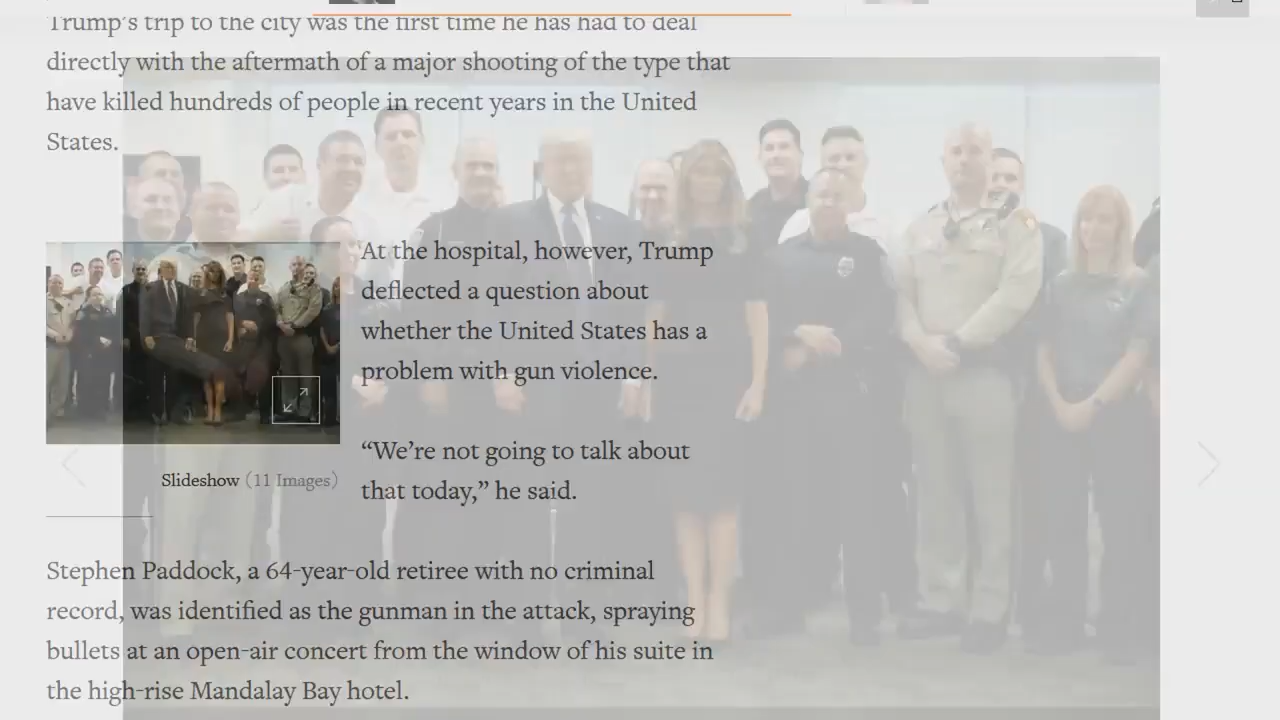 Trump’s trip to the city was the first time he has had to deal
directly with the aftermath of a major shooting of the type that
have killed hundreds of people in recent years in the United
States.
At the hospital, however, Trump
deflected a question about
whether the United States has a
problem with gun violence.
“We’re not going to talk about
that today,” he said.
Slideshow (11 Images)
Stephen Paddock, a 64-year-old retiree with no criminal
record, was identified as the gunman in the attack, spraying
bullets at an open-air concert from the window of his suite in
the high-rise Mandalay Bay hotel.